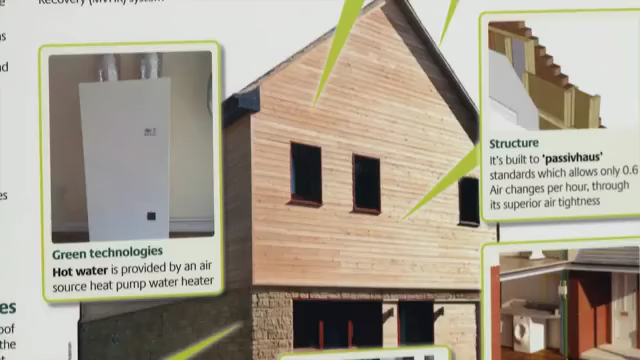 Recovery (MVHR) system
Green technologies
Hot water is provided by an air
source heat pump water heater
Structure
It's built to 'passivhaus'
standards which allows only 0.6
Air changes per hour, through
its superior air tightness
the